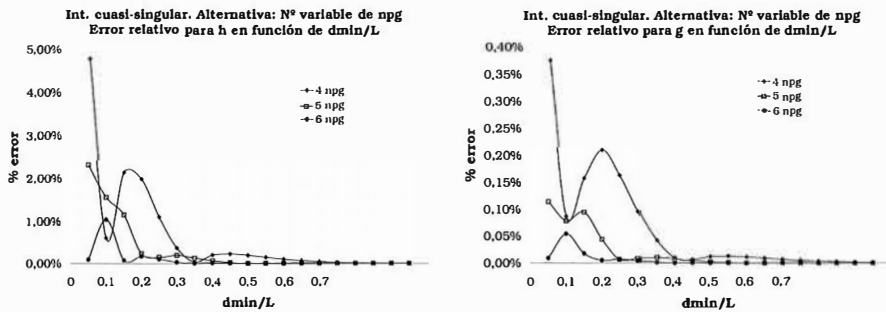 Int. cuasi-singular. Alternativa: Nº variable de npg
Error relativo para h en función de dmin/L
5,00%
4,00%
3,00%
2,00%
1,00%
0,00%
% error
4 npg
5 npg
6 npg
0 0,1 0,2 0,3 0,4 0,5 0,6 0,7
dmin/L
Int. cuasi-singular. Alternativa: Nº variable de npg
Error relativo para g en función de dmin/L
0,40%
0,35%
0,30%
0,25%
0,20%
0,15%
0,10%
0,05%
0,00%
% error
4 npg
5 npg
6 npg
0 0,1 0,2 0,3 0,4 0,5 0,6 0,7
dmin/L